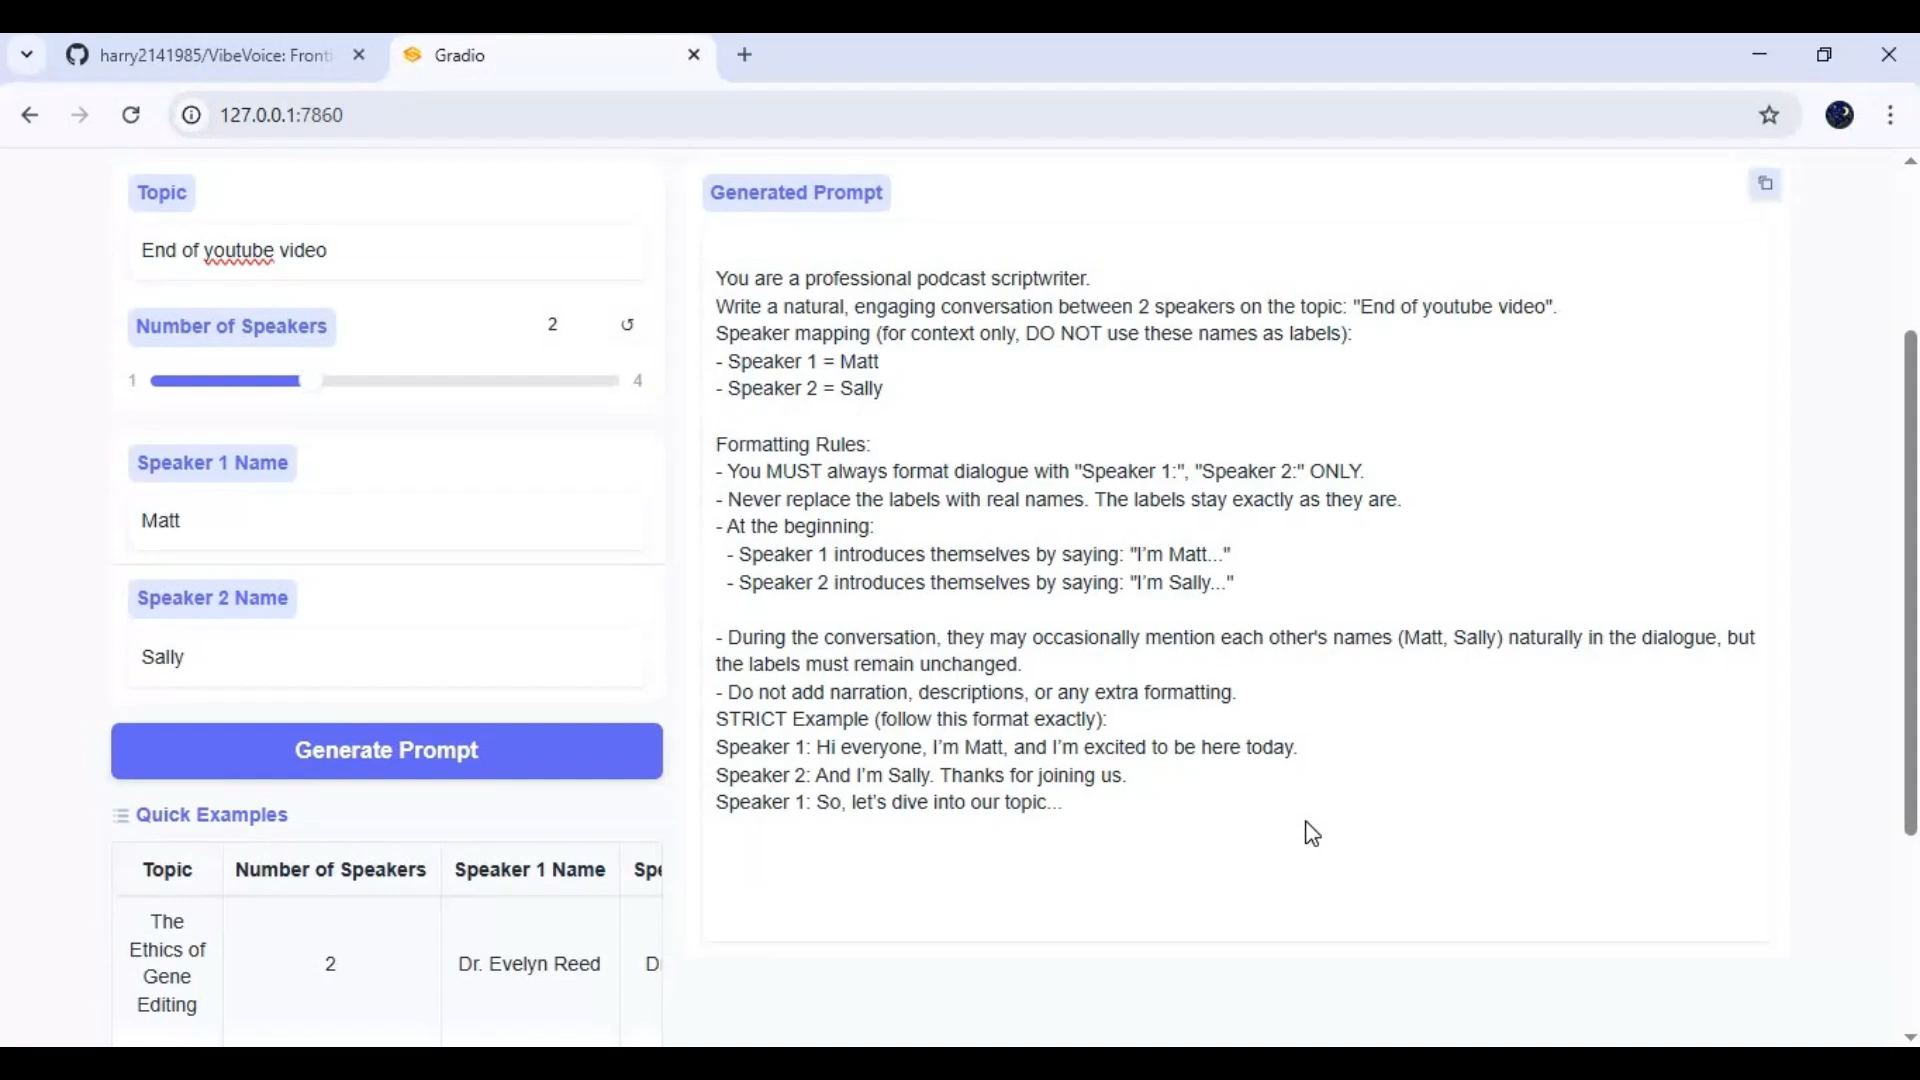 harry2141985/VibeVoice: Fronti
Gradio
127.0.0.1:7860
Topic
End of youtube video
Number of Speakers
2
1
4
Speaker 1 Name
Matt
Speaker 2 Name
Sally
Generate Prompt
Quick Examples
Topic Number of Speakers Speaker 1 Name Spe
The
Ethics of
Gene
Editing
2
Dr. Evelyn Reed
D
Generated Prompt
You are a professional podcast scriptwriter.
Write a natural, engaging conversation between 2 speakers on the topic: "End of youtube video".
Speaker mapping (for context only, DO NOT use these names as labels):
- Speaker 1 = Matt
- Speaker 2 = Sally
Formatting Rules:
- You MUST always format dialogue with "Speaker 1:", "Speaker 2:" ONLY.
- Never replace the labels with real names. The labels stay exactly as they are.
- At the beginning:
- Speaker 1 introduces themselves by saying: "I’m Matt..."
- Speaker 2 introduces themselves by saying: "I’m Sally..."
- During the conversation, they may occasionally mention each other's names (Matt, Sally) naturally in the dialogue, but
the labels must remain unchanged.
- Do not add narration, descriptions, or any extra formatting.
STRICT Example (follow this format exactly):
Speaker 1: Hi everyone, I’m Matt, and I’m excited to be here today.
Speaker 2: And I’m Sally. Thanks for joining us.
Speaker 1: So, let’s dive into our topic...